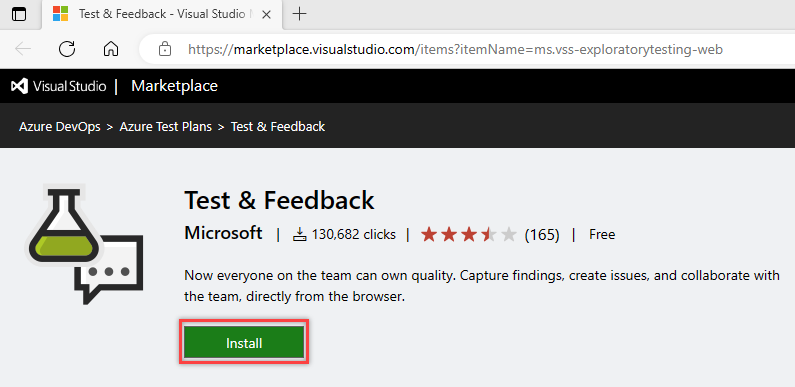 Test & Feedback - Visual Studio M
https://marketplace.visualstudio.com/items?itemName=ms.vss-exploratorytesting-web
Visual Studio | Marketplace
Azure DevOps > Azure Test Plans > Test & Feedback
Test & Feedback
Microsoft | 130,682 clicks | (165) | Free
Now everyone on the team can own quality. Capture findings, create issues, and collaborate with
the team, directly from the browser.
Install